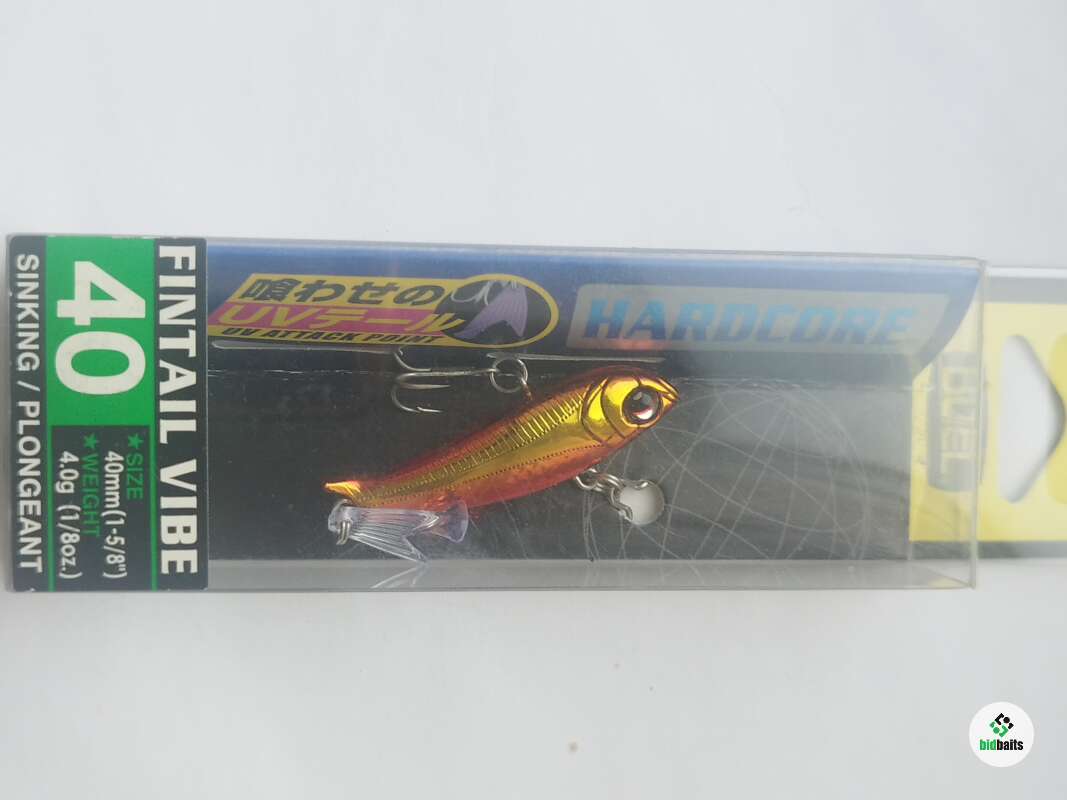 FINTAIL VIBE
40
★SIZE
40mm(1-5/8")
★WEIGHT
4.0g (1/8oz.)
SINKING / PLONGEANT
喰わせの
UVテール
UV ATTACK POINT
HARDCORE
DUEL
bidbaits